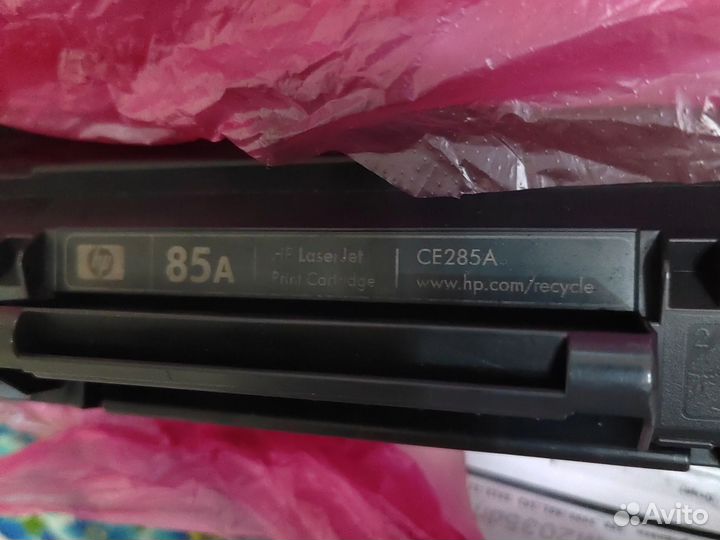 hp
85A
HP LaserJet
Print Cartridge
CE285A
www.hp.com/recycle
Avito